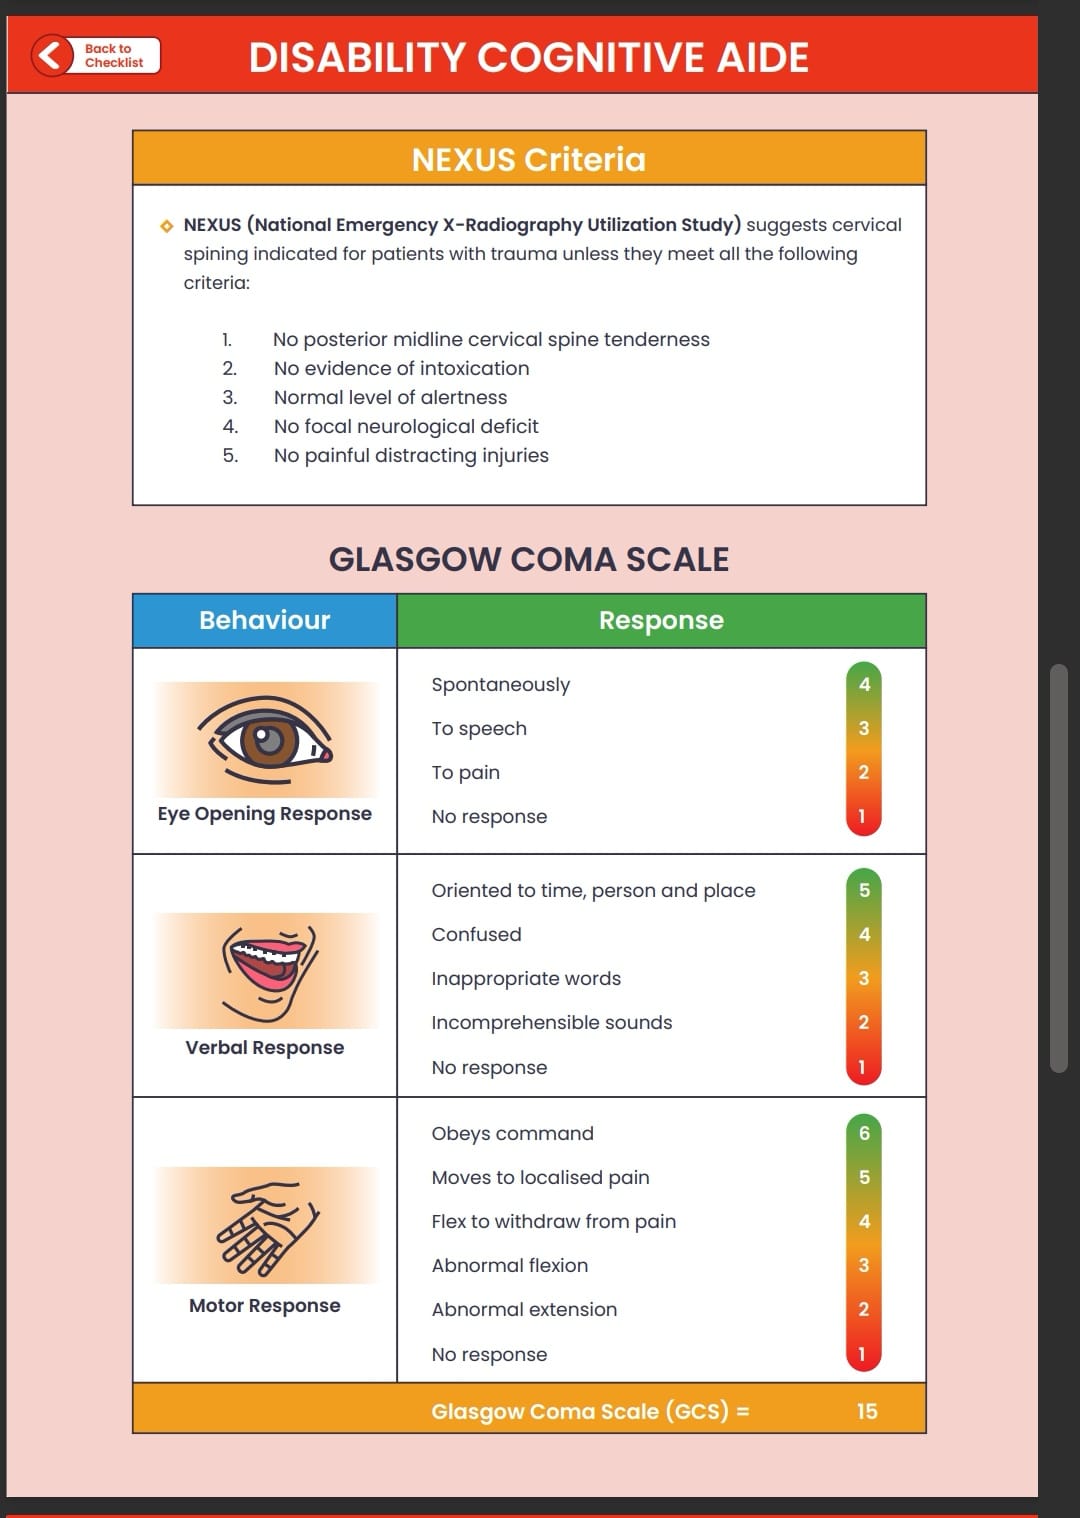 Back to
Checklist
DISABILITY COGNITIVE AIDE
NEXUS Criteria
NEXUS (National Emergency X-Radiography Utilization Study) suggests cervical
spining indicated for patients with trauma unless they meet all the following
criteria:
1. No posterior midline cervical spine tenderness
2. No evidence of intoxication
3. Normal level of alertness
4. No focal neurological deficit
5. No painful distracting injuries
GLASGOW COMA SCALE
Behaviour Response
Eye Opening Response
Spontaneously 4
To speech 3
To pain 2
No response 1
Verbal Response
Oriented to time, person and place 5
Confused 4
Inappropriate words 3
Incomprehensible sounds 2
No response 1
Motor Response
Obeys command 6
Moves to localised pain 5
Flex to withdraw from pain 4
Abnormal flexion 3
Abnormal extension 2
No response 1
Glasgow Coma Scale (GCS) = 15